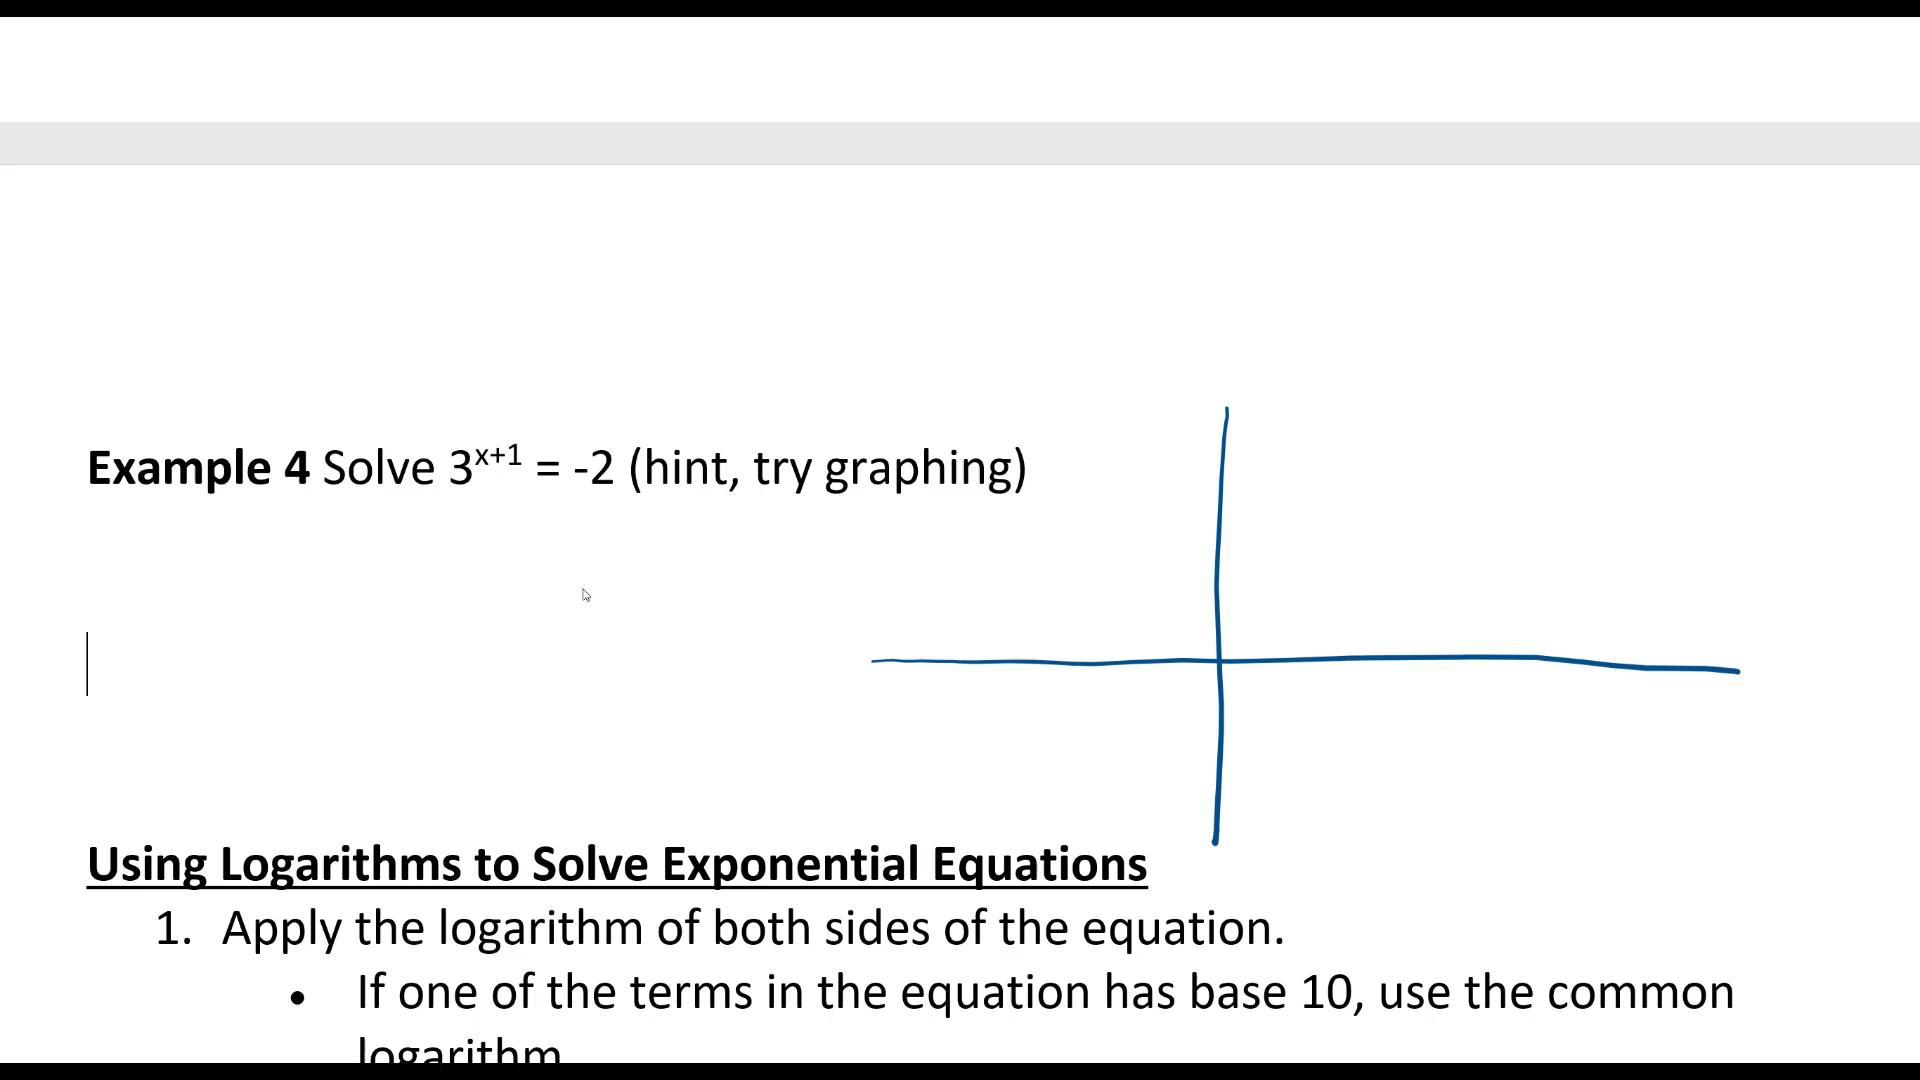 Example 4 Solve 3ˣ⁺¹ = -2 (hint, try graphing)
Using Logarithms to Solve Exponential Equations
1. Apply the logarithm of both sides of the equation.
• If one of the terms in the equation has base 10, use the common
logarithm